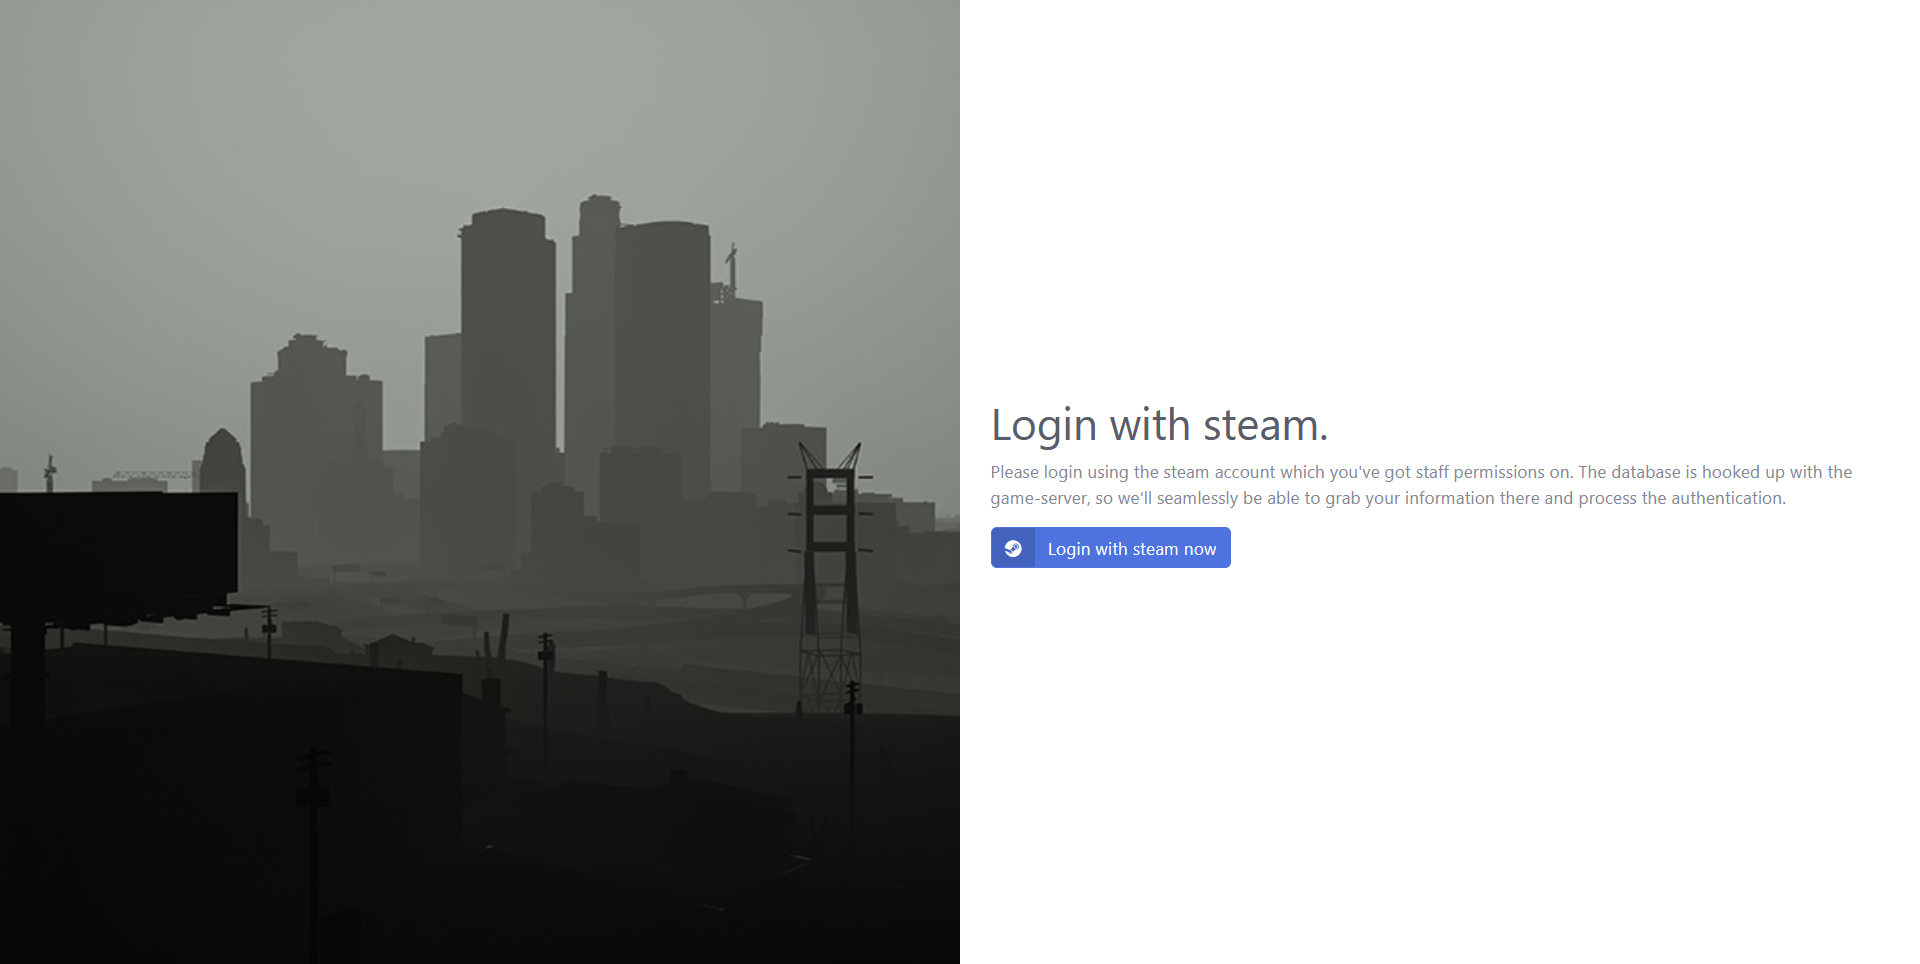 Login with steam.
Please login using the steam account which you've got staff permissions on. The database is hooked up with the
game-server, so we'll seamlessly be able to grab your information there and process the authentication.
Login with steam now